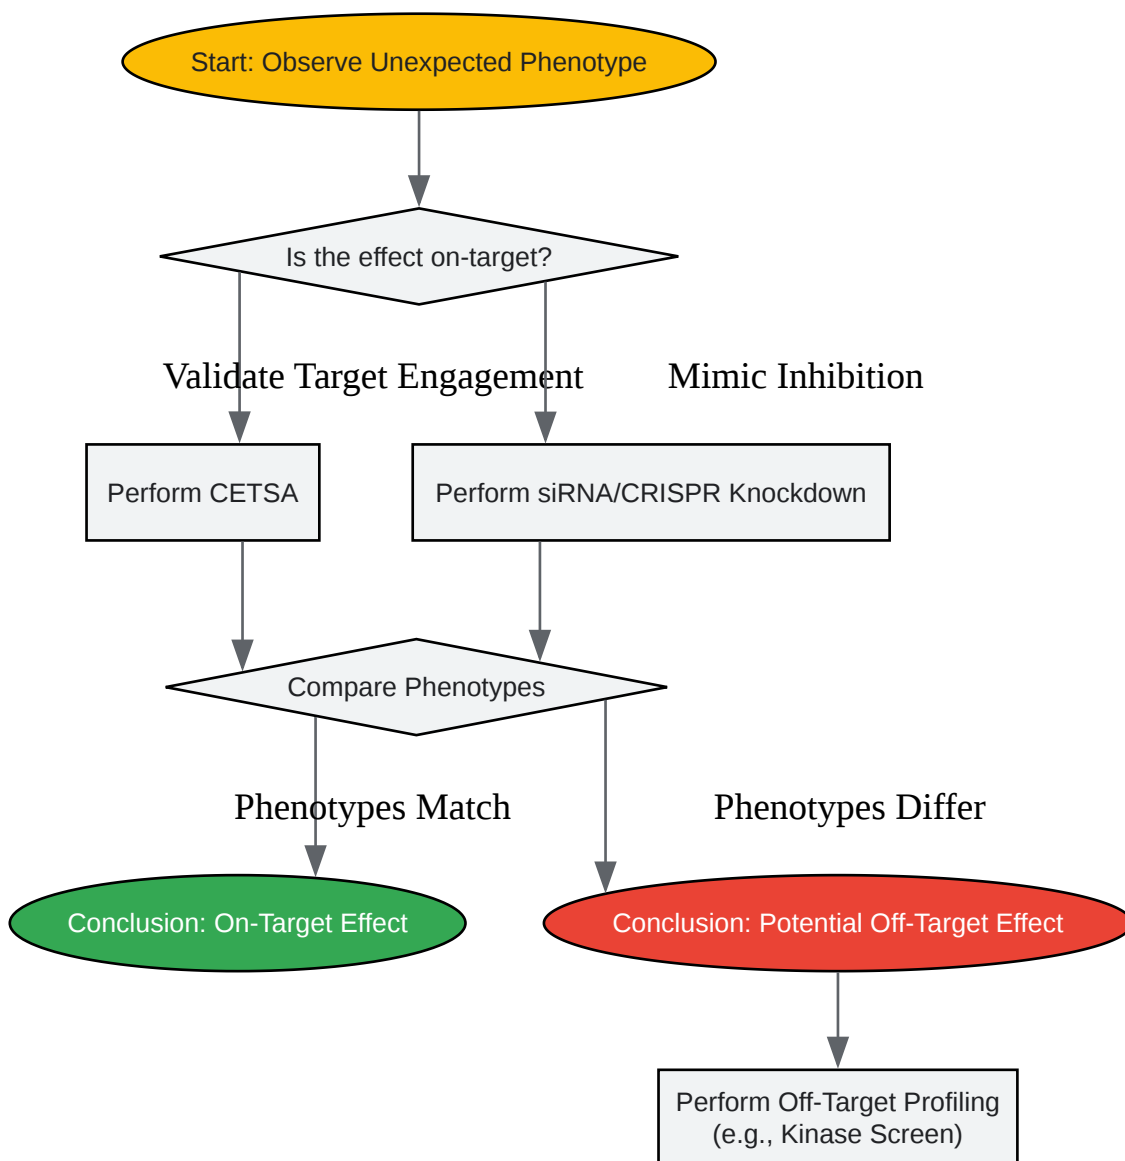 Start: Observe Unexpected Phenotype
Is the effect on-target?
Validate Target Engagement
Mimic Inhibition
Perform CETSA
Perform siRNA/CRISPR Knockdown
Compare Phenotypes
Phenotypes Match
Phenotypes Differ
Conclusion: On-Target Effect
Conclusion: Potential Off-Target Effect
Perform Off-Target Profiling
(e.g., Kinase Screen)